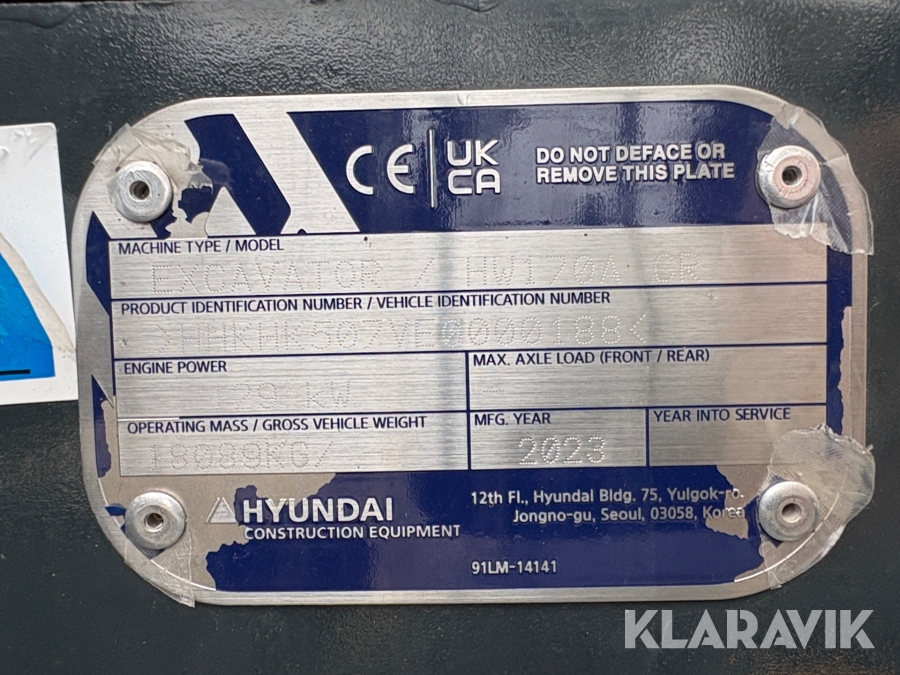 CE UK CA
DO NOT DEFACE OR
REMOVE THIS PLATE
MACHINE TYPE / MODEL
EXCAVATOR / HW170A CR
PRODUCT IDENTIFICATION NUMBER / VEHICLE IDENTIFICATION NUMBER
ENGINE POWER
129 kW
MAX. AXLE LOAD (FRONT / REAR)
-
OPERATING MASS / GROSS VEHICLE WEIGHT
18089KG/
MFG. YEAR
2023
YEAR INTO SERVICE
HYUNDAI
CONSTRUCTION EQUIPMENT
12th Fl., Hyundai Bldg. 75, Yulgok-ro,
Jongno-gu, Seoul, 03058, Korea
91LM-14141
KLARAVIK